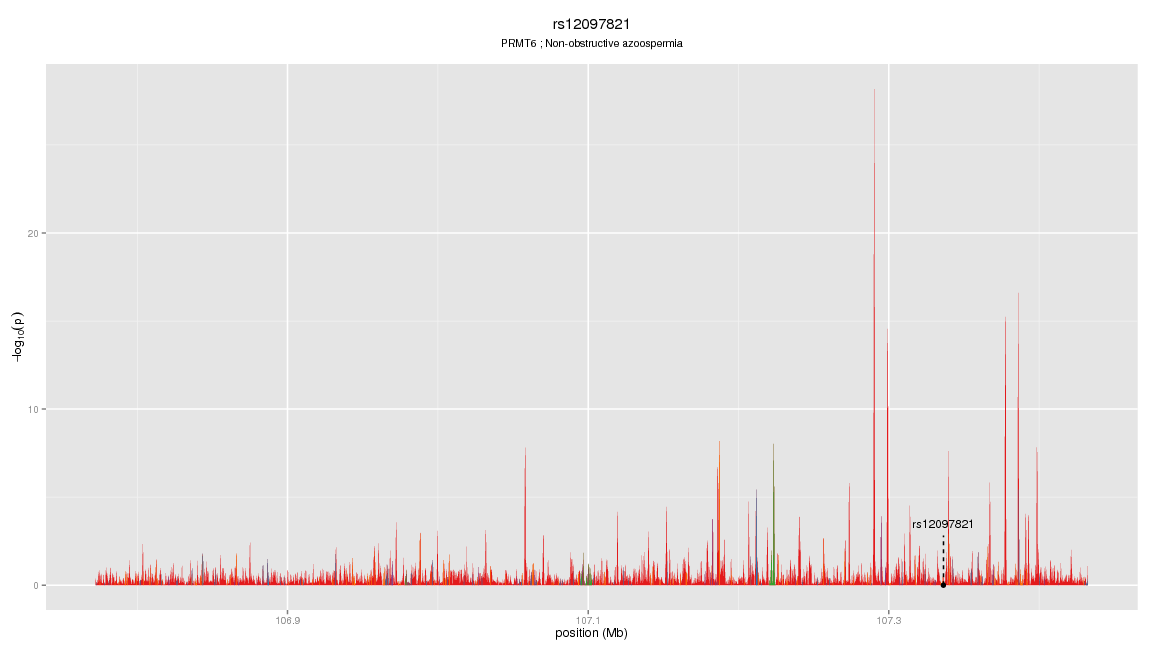 rs12097821
PRMT6 ; Non-obstructive azoospermia
−log10(p)
20
10
0
rs12097821
106.9
107.1
107.3
position (Mb)